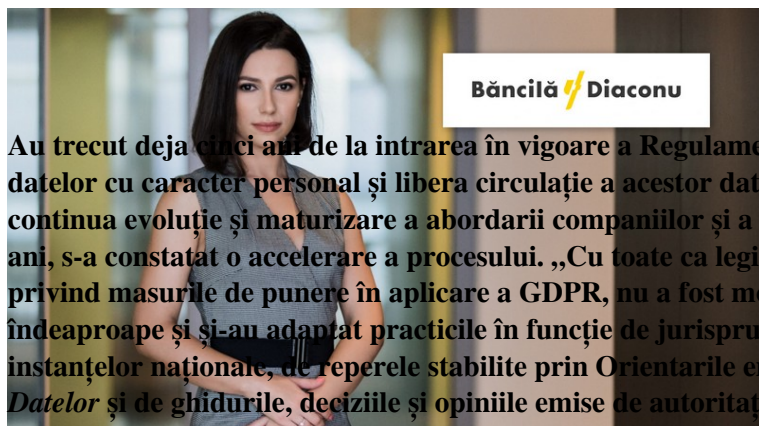 Băncilă Diaconu
Au trecut deja cinci ani de la intrarea în vigoare a Regulame
datelor cu caracter personal și libera circulație a acestor dat
continua evoluție și maturizare a abordarii companiilor și a
ani, s-a constatat o accelerare a procesului. „Cu toate ca legi
privind masurile de punere în aplicare a GDPR, nu a fost mo
îndeaproape și și-au adaptat practicile în funcție de jurispru
instanțelor naționale, de reperele stabilite prin Orientarile e
Datelor și de ghidurile, deciziile și opiniile emise de autoritaț